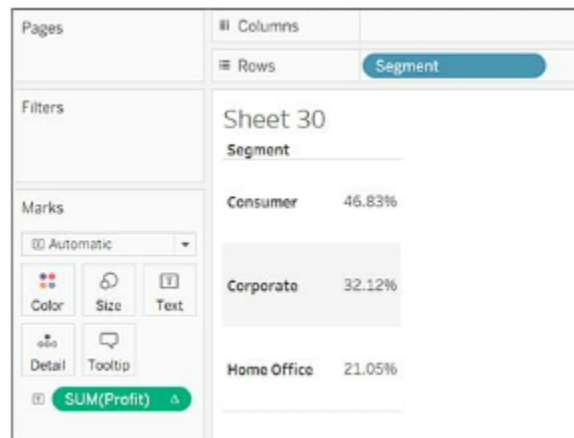 Pages
Columns
Rows
Segment
Filters
Sheet 30
Segment
Consumer 46.83%
Corporate 32.12%
Home Office 21.05%
Marks
Automatic
Color Size Text
Detail Tooltip
SUM(Profit) Δ